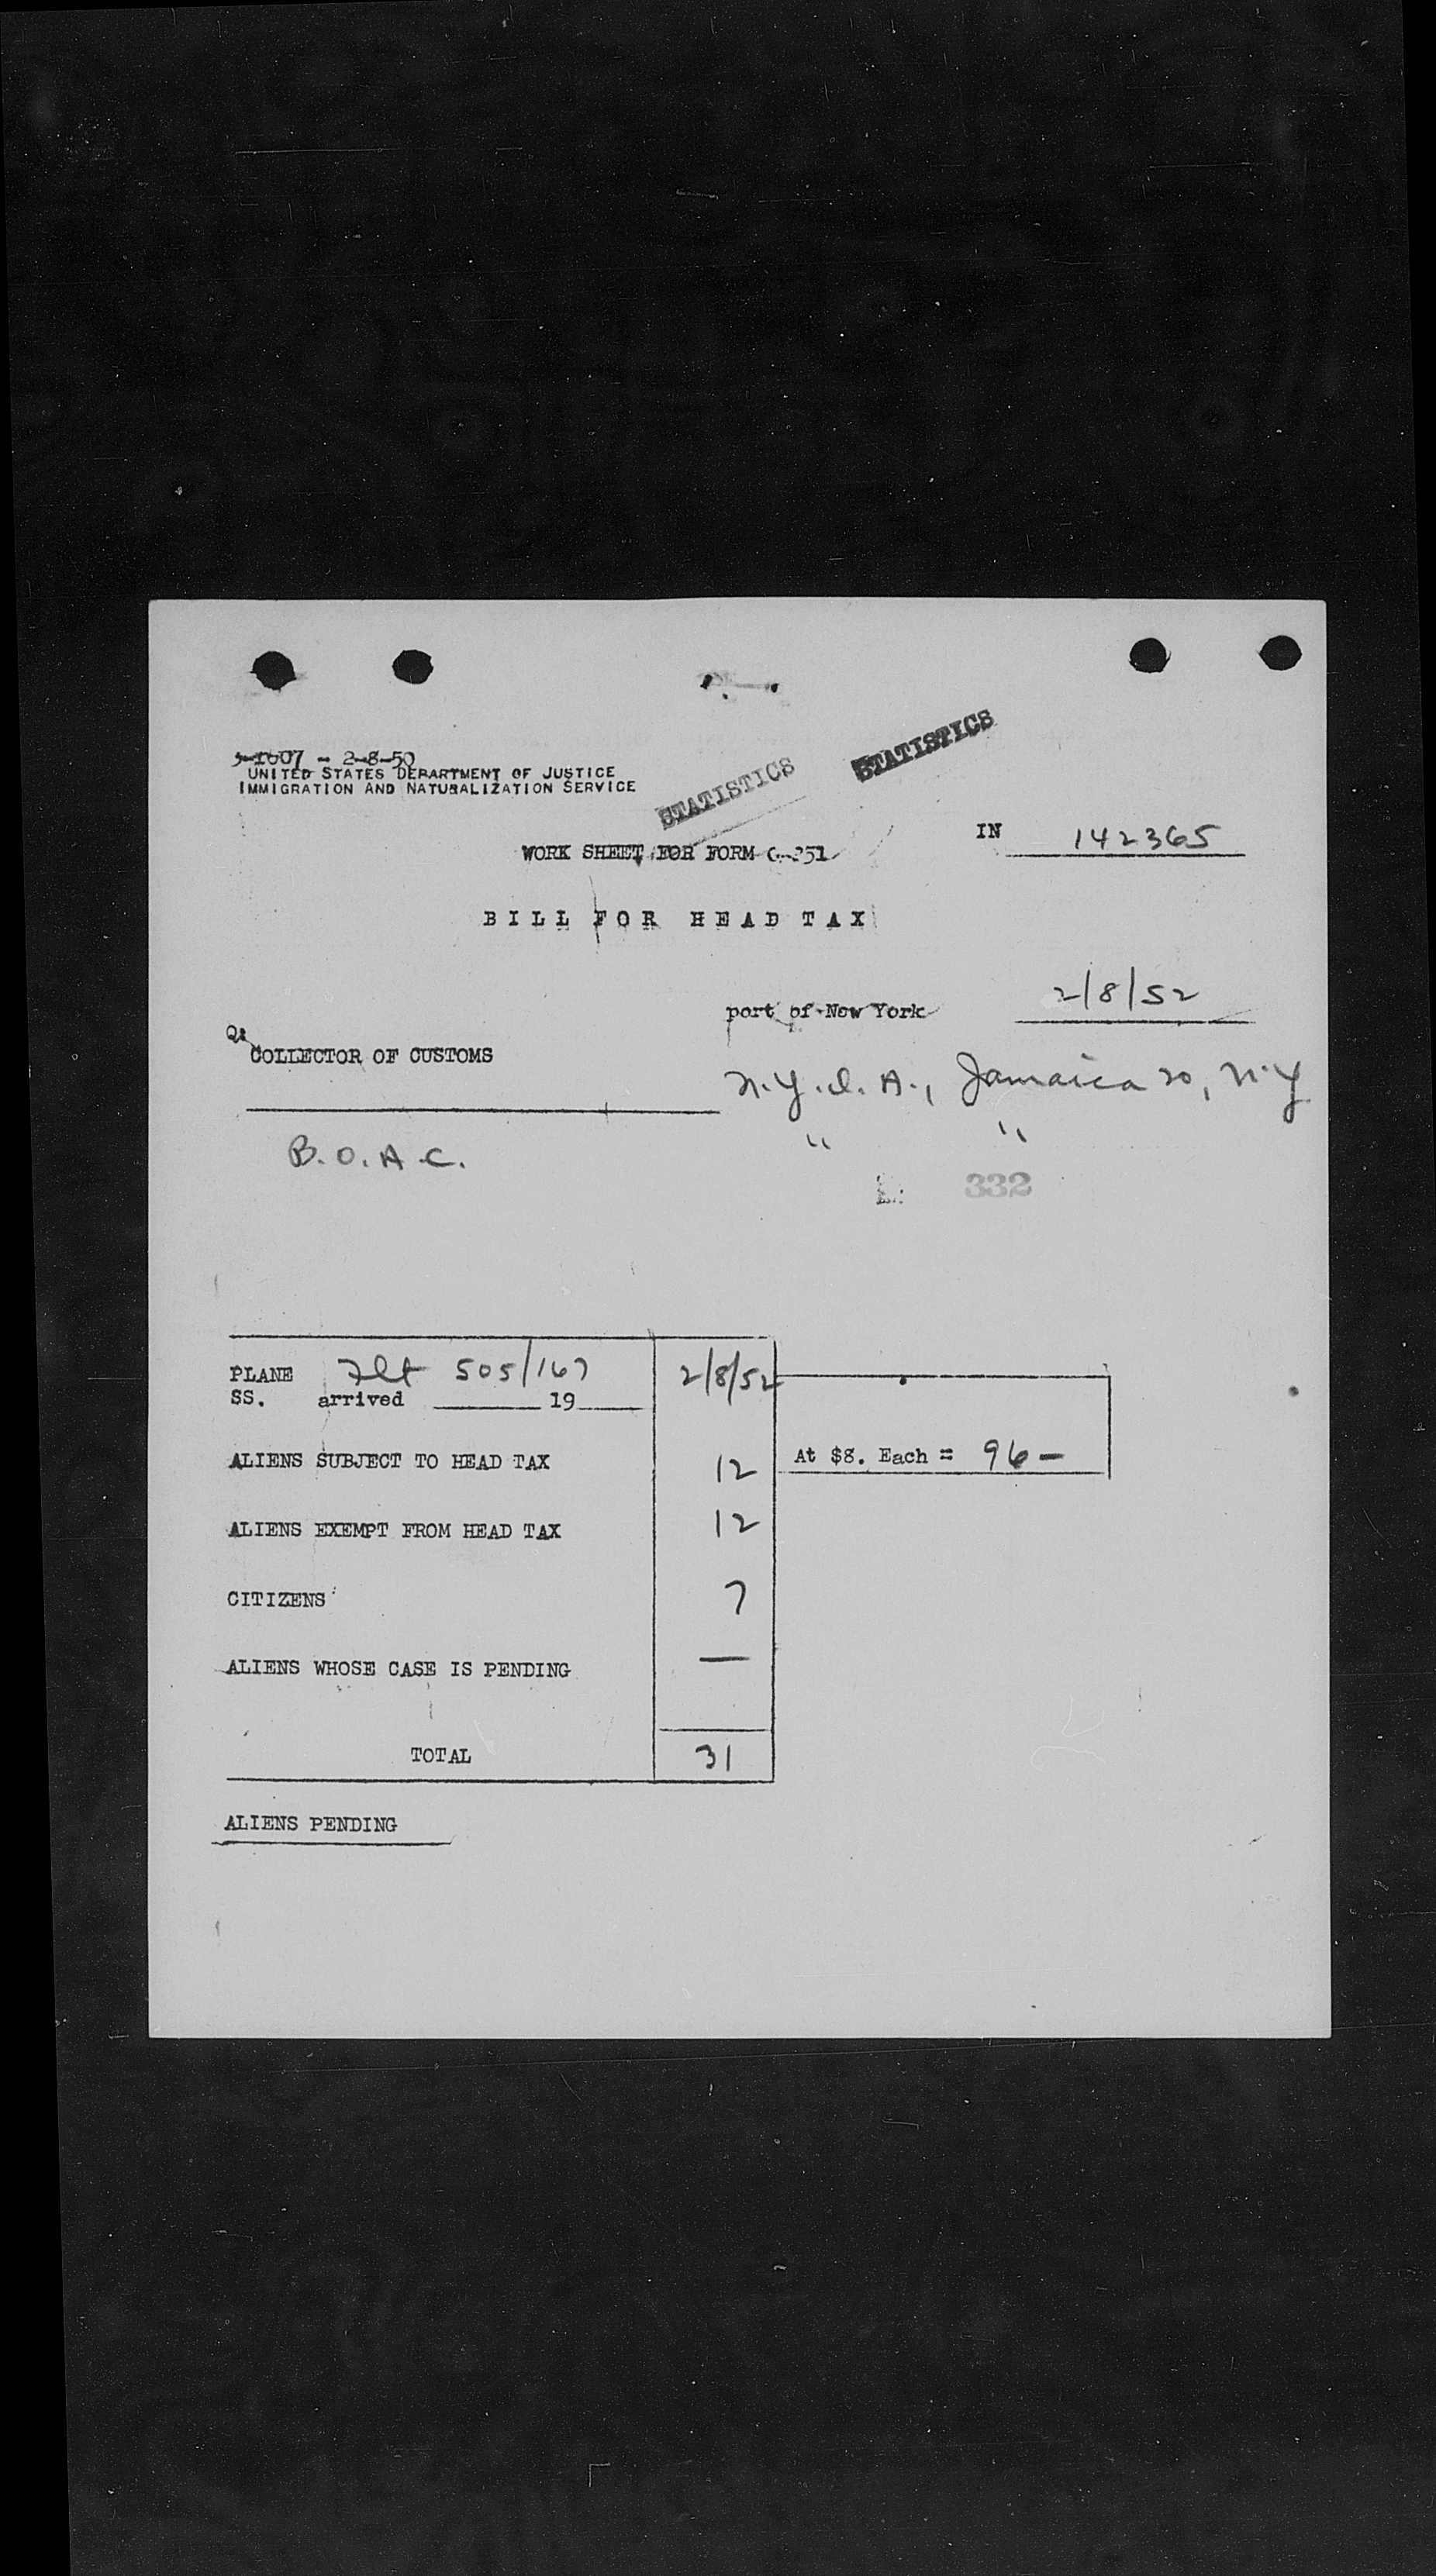 1607 - 2-8-50
UNITED STATES DEPARTMENT OF JUSTICE
IMMIGRATION AND NATURALIZATION SERVICE
STATISTICS
STATISTICS
WORK SHEET FOR FORM
IN 142365
BILL FOR HEAD TAX
port of New York 2/8/52
COLLECTOR OF CUSTOMS
N.Y.I.A., Jamaica 20, N.Y
" "
B.O.A.C.
332
PLANE Flt 505/167 2/8/52
SS. arrived 19
ALIENS SUBJECT TO HEAD TAX 12 At $8. Each = 96-
ALIENS EXEMPT FROM HEAD TAX 12
CITIZENS 7
ALIENS WHOSE CASE IS PENDING —
TOTAL 31
ALIENS PENDING